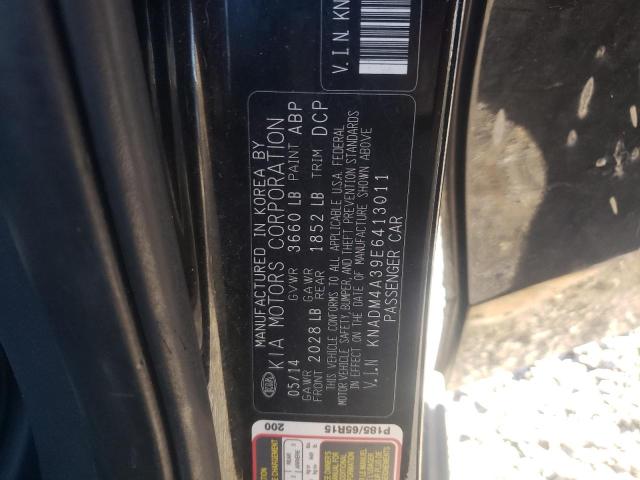 V.I.N. KN
MANUFACTURED IN KOREA BY
KIA MOTORS CORPORATION
05/14 GVWR 3660 LB PAINT ABP
GAWR FRONT 2028 LB GAWR REAR 1852 LB TRIM DCP
THIS VEHICLE CONFORMS TO ALL APPLICABLE U.S.A. FEDERAL
MOTOR VEHICLE SAFETY, BUMPER, AND THEFT PREVENTION STANDARDS
IN EFFECT ON THE DATE OF MANUFACTURE SHOWN ABOVE
V.I.N KNADM4A39E6413011
PASSENGER CAR
KIA
200
P185/65R15